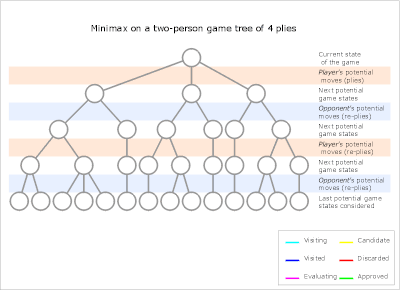 Minimax on a two-person game tree of 4 plies
Current state
of the game
Player's potential
moves (plies)
Next potential
game states
Opponent's potential
moves (re-plies)
Next potential
game states
Player's potential
moves (re-plies)
Next potential
game states
Opponent's potential
moves (re-plies)
Last potential game
states considered
Visiting
Candidate
Visited
Discarded
Evaluating
Approved